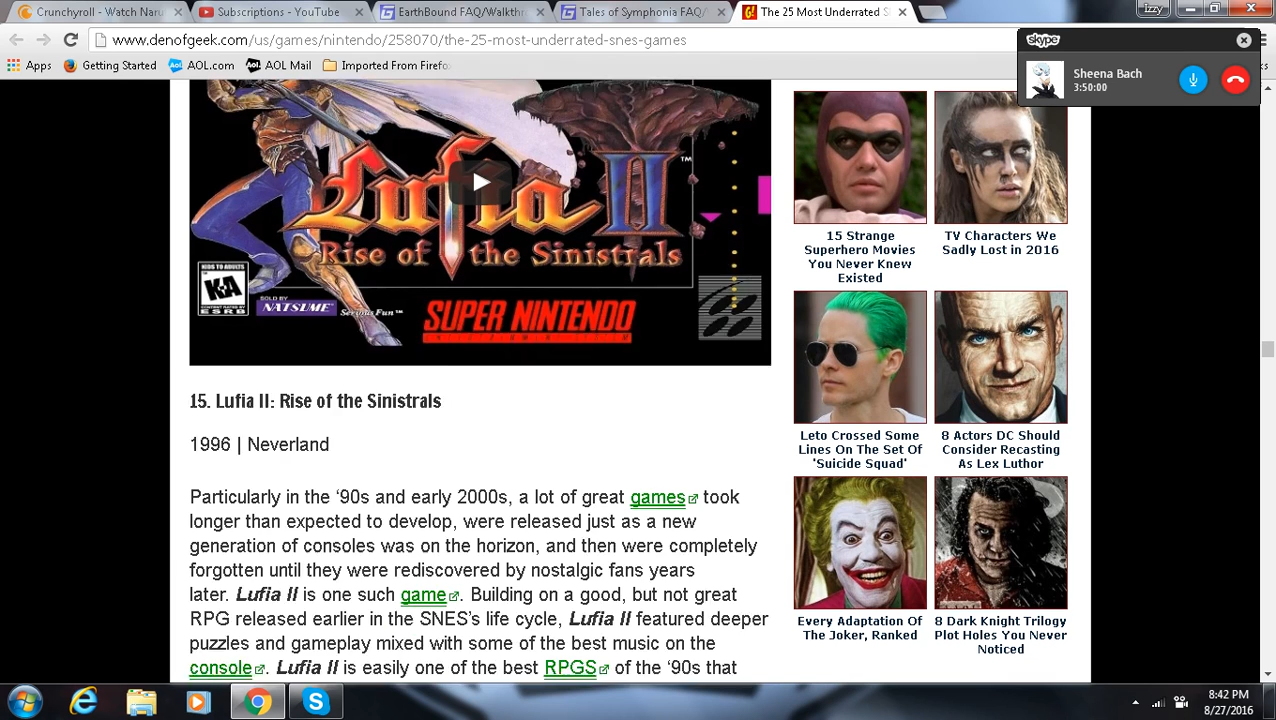 Crunchyroll - Watch Naru
Subscriptions - YouTube
EarthBound FAQ/Walkthr
Tales of Symphonia FAQ/
The 25 Most Underrated S
Izzy
www.denofgeek.com/us/games/nintendo/258070/the-25-most-underrated-snes-games
Apps
Getting Started
AOL.com
AOL Mail
Imported From Firefo
skype
Sheena Bach
3:50:00
Lufia II
TM
Rise of the Sinistrals
KIDS TO ADULTS
K-A
ESRB
SOLD BY
NATSUME
Serious Fun™
SUPER NINTENDO
15. Lufia II: Rise of the Sinistrals
1996 | Neverland
Particularly in the ‘90s and early 2000s, a lot of great games took
longer than expected to develop, were released just as a new
generation of consoles was on the horizon, and then were completely
forgotten until they were rediscovered by nostalgic fans years
later. Lufia II is one such game. Building on a good, but not great
RPG released earlier in the SNES’s life cycle, Lufia II featured deeper
puzzles and gameplay mixed with some of the best music on the
console. Lufia II is easily one of the best RPGS of the ‘90s that
15 Strange
Superhero Movies
You Never Knew
Existed
TV Characters We
Sadly Lost in 2016
Leto Crossed Some
Lines On The Set Of
'Suicide Squad'
8 Actors DC Should
Consider Recasting
As Lex Luthor
Every Adaptation Of
The Joker, Ranked
8 Dark Knight Trilogy
Plot Holes You Never
Noticed
8:42 PM
8/27/2016